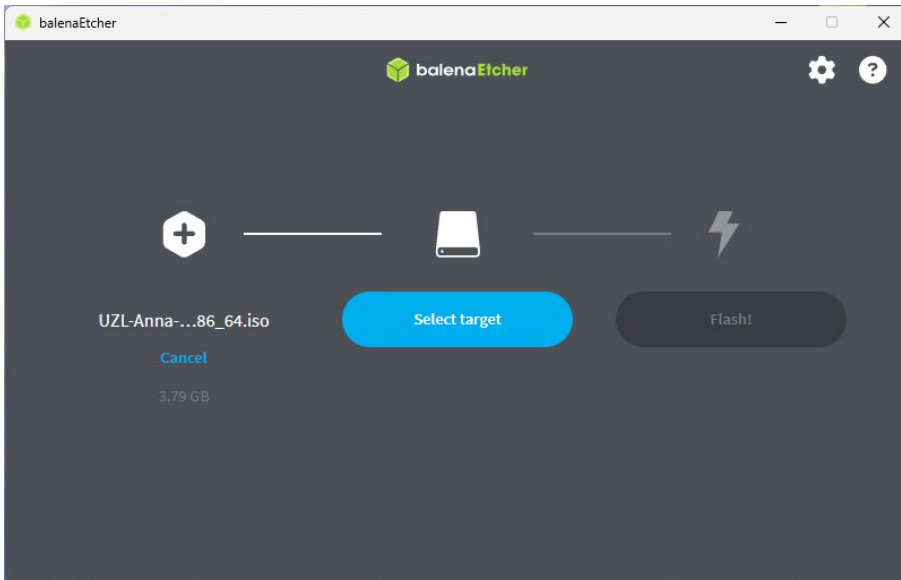 balenaEtcher
balenaEtcher
?
UZL-Anna-...86_64.iso
Select target
Flash!
Cancel
3.79 GB